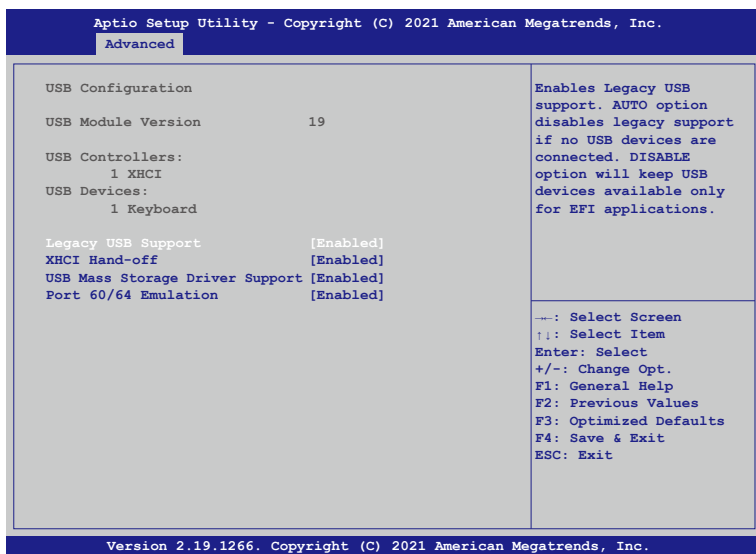 Aptio Setup Utility - Copyright (C) 2021 American Megatrends, Inc.
Advanced
USB Configuration
USB Module Version 19
USB Controllers:
1 XHCI
USB Devices:
1 Keyboard
Legacy USB Support [Enabled]
XHCI Hand-off [Enabled]
USB Mass Storage Driver Support [Enabled]
Port 60/64 Emulation [Enabled]
Enables Legacy USB
support. AUTO option
disables legacy support
if no USB devices are
connected. DISABLE
option will keep USB
devices available only
for EFI applications.
→←: Select Screen
↑↓: Select Item
Enter: Select
+/-: Change Opt.
F1: General Help
F2: Previous Values
F3: Optimized Defaults
F4: Save & Exit
ESC: Exit
Version 2.19.1266. Copyright (C) 2021 American Megatrends, Inc.